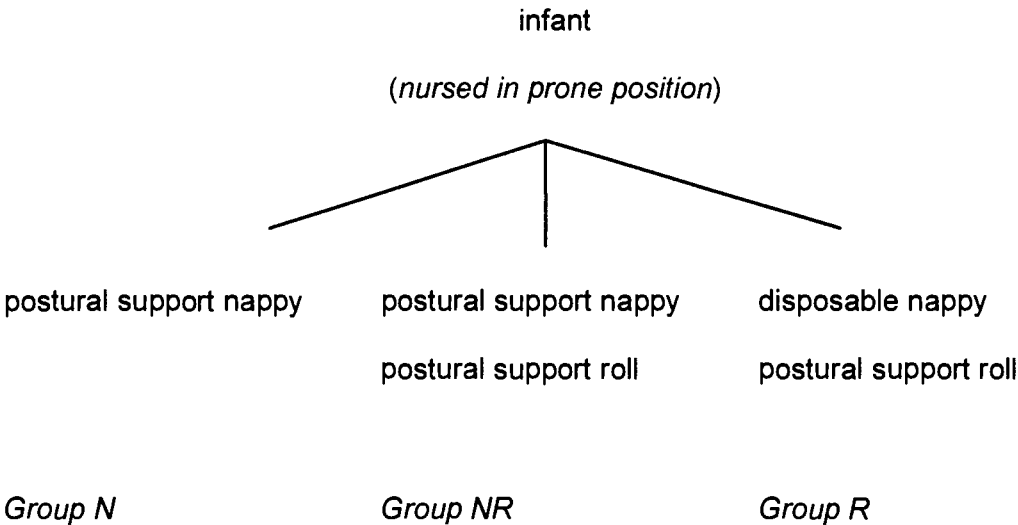 infant
(nursed in prone position)
postural support nappy postural support nappy disposable nappy
postural support roll postural support roll
Group N Group NR Group R